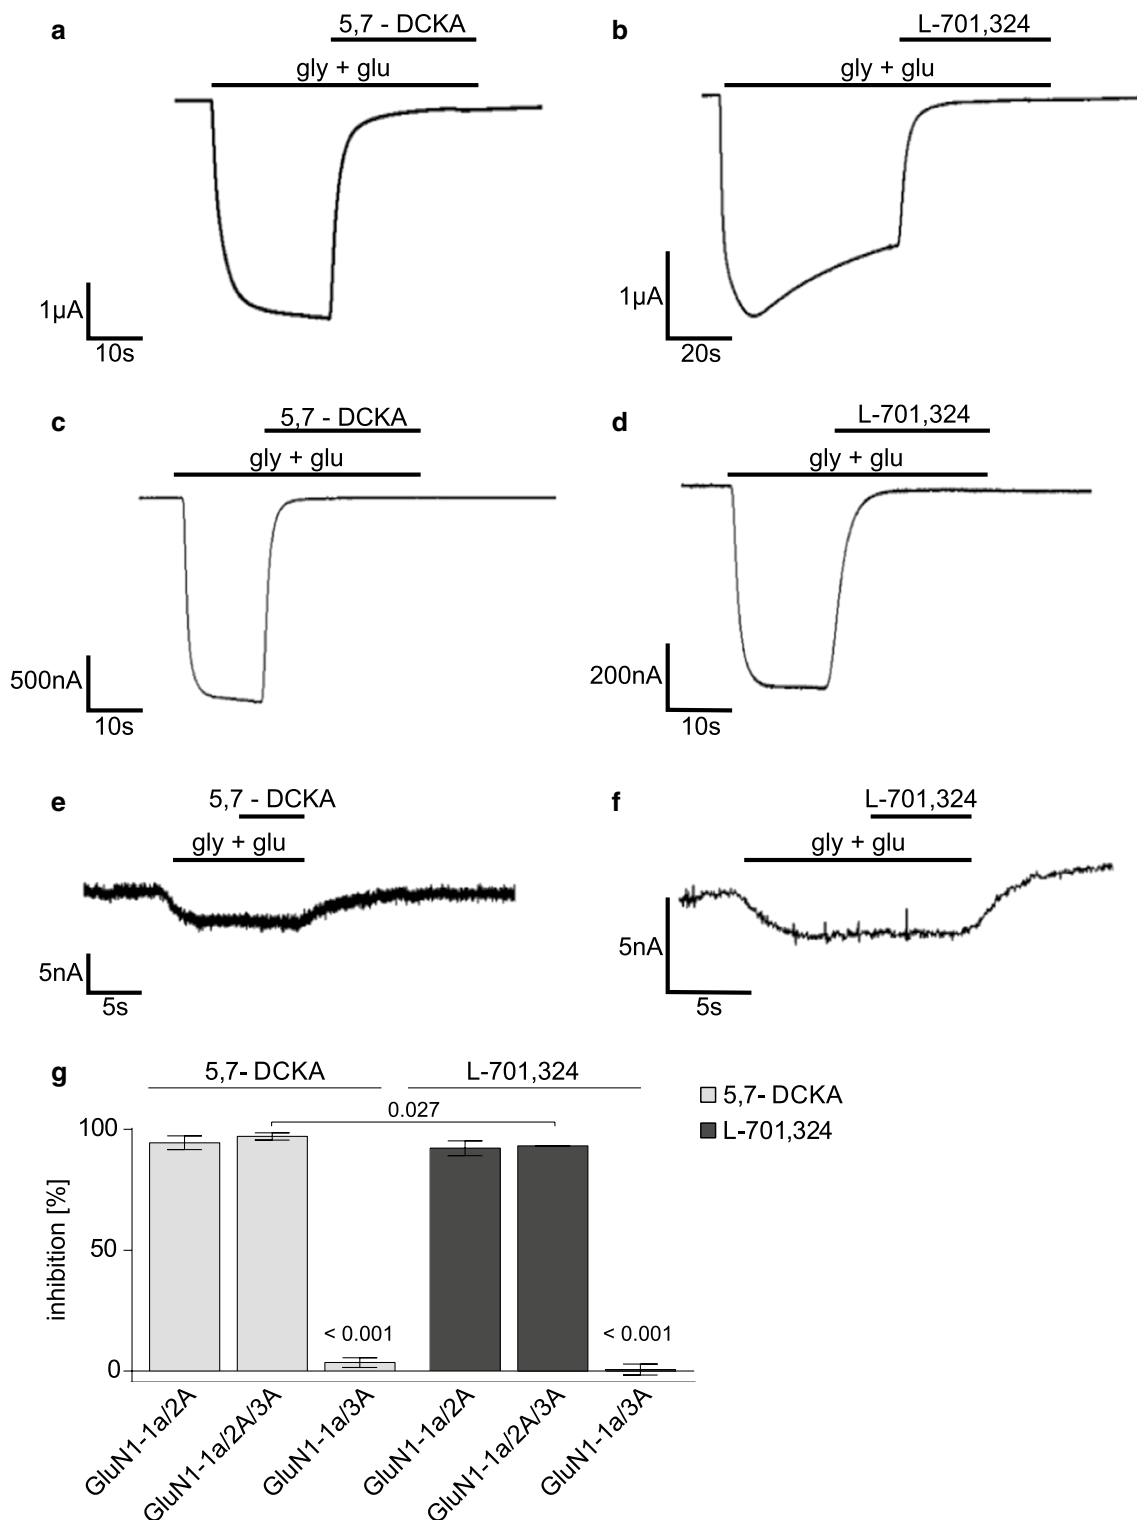 a
5,7 - DCKA
gly + glu
1µA
10s
b
L-701,324
gly + glu
1µA
20s
c
5,7 - DCKA
gly + glu
500nA
10s
d
L-701,324
gly + glu
200nA
10s
e
5,7 - DCKA
gly + glu
5nA
5s
f
L-701,324
gly + glu
5nA
5s
g
5,7- DCKA
L-701,324
5,7- DCKA
L-701,324
0.027
100
50
0
inhibition [%]
< 0.001
< 0.001
GluN1-1a/2A
GluN1-1a/2A/3A
GluN1-1a/3A
GluN1-1a/2A
GluN1-1a/2A/3A
GluN1-1a/3A